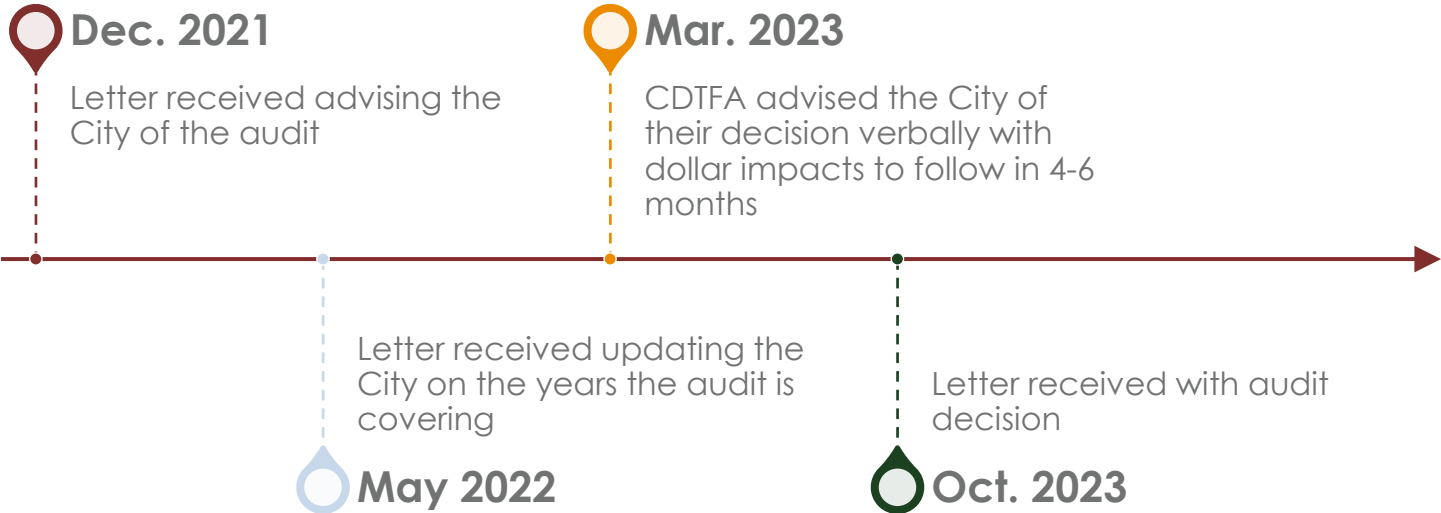 Dec. 2021
Letter received advising the
City of the audit
Mar. 2023
CDTFA advised the City of
their decision verbally with
dollar impacts to follow in 4-6
months
Letter received updating the
City on the years the audit is
covering
May 2022
Letter received with audit
decision
Oct. 2023